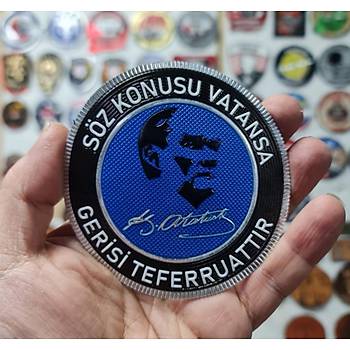 SÖZ KONUSU VATANSA
K. Atatürk
GERİSİ TEFERRUATTIR